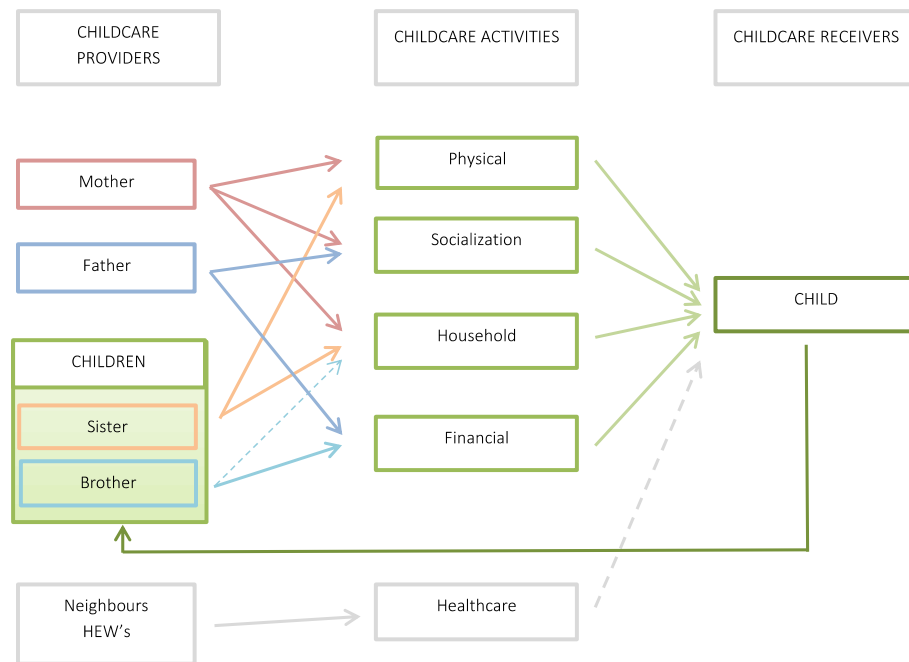 CHILDCARE
PROVIDERS
CHILDCARE ACTIVITIES
CHILDCARE RECEIVERS
Mother
Father
CHILDREN
Sister
Brother
Neighbours
HEW's
Physical
Socialization
Household
Financial
Healthcare
CHILD